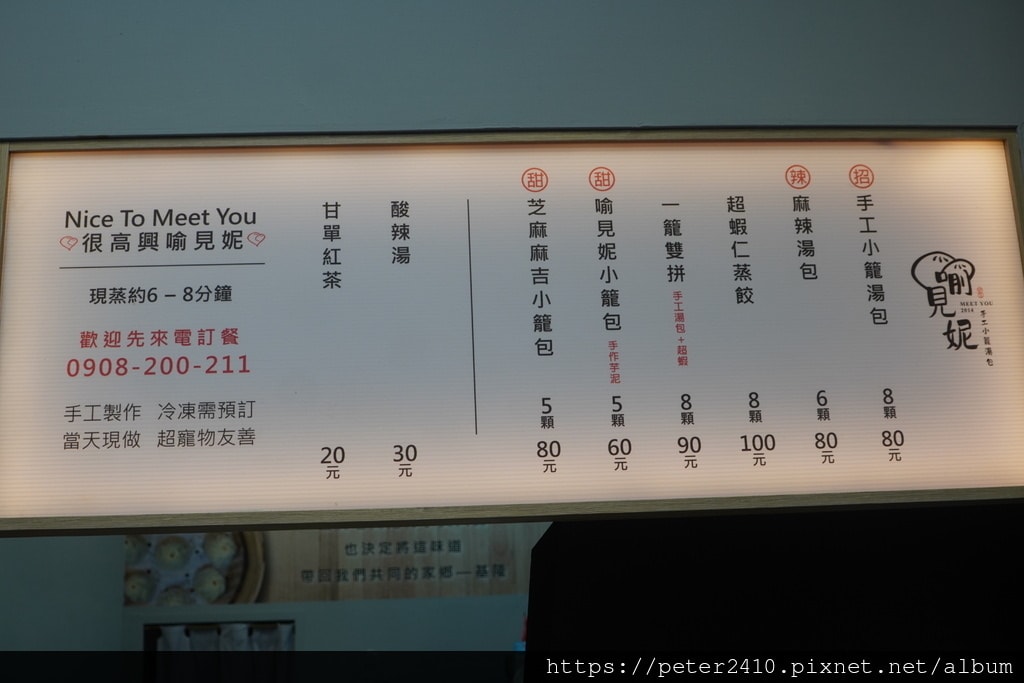 Nice To Meet You
很高興喻見妮
現蒸約6 – 8分鐘
歡迎先來電訂餐
0908-200-211
手工製作 冷凍需預訂
當天現做 超寵物友善
招 手工小籠湯包 8顆 80元
辣 麻辣湯包 6顆 80元
超蝦仁蒸餃 8顆 100元
一籠雙拼 手工湯包+超蝦 8顆 90元
甜 喻見妮小籠包 手作芋泥 5顆 60元
甜 芝麻麻吉小籠包 5顆 80元
酸辣湯 30元
甘單紅茶 20元
喻見妮
MEET YOU
2018
手工小籠湯包
也決定將這味道
帶回我們共同的家鄉—基隆
https://peter2410.pixnet.net/album